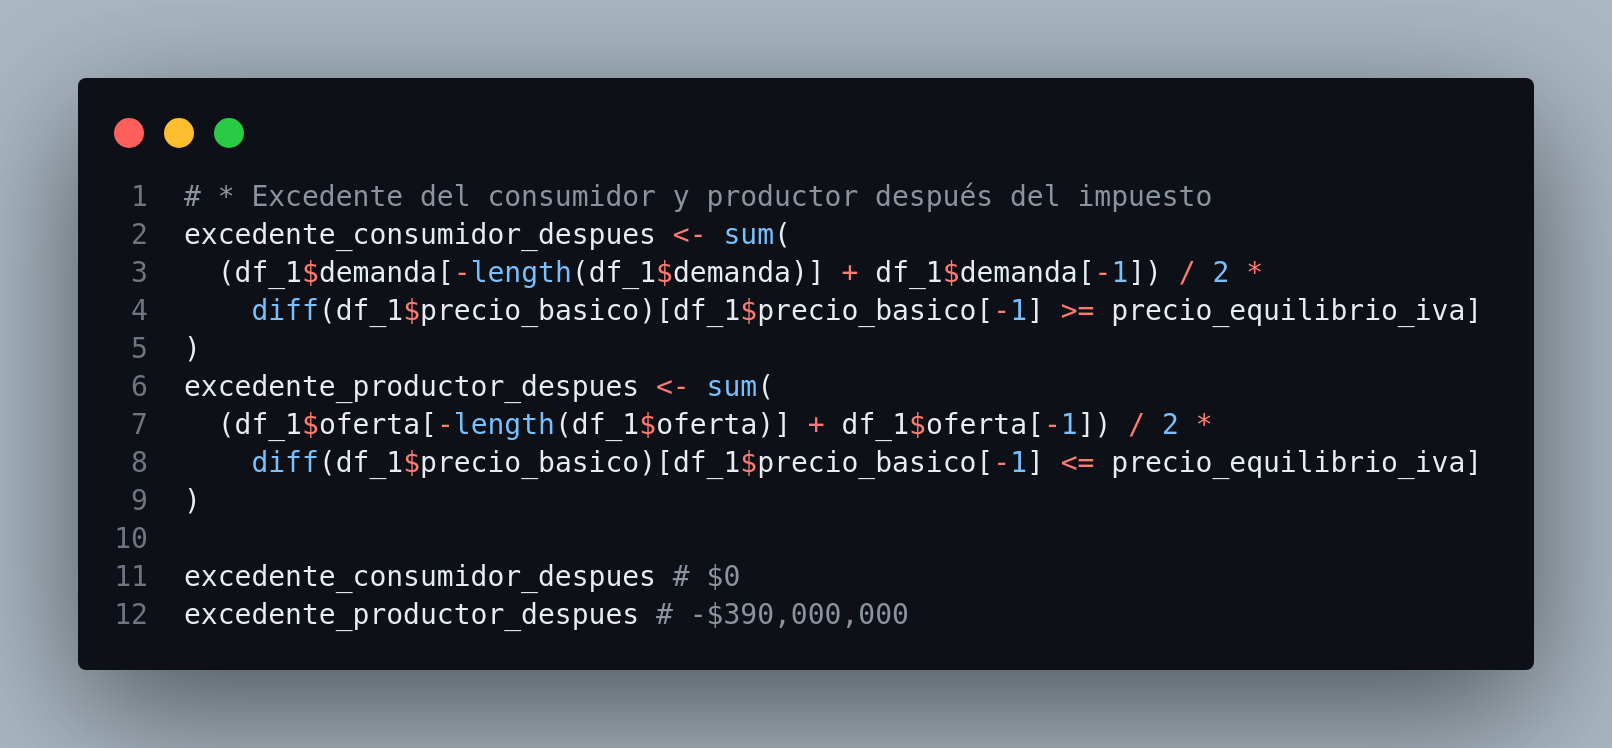 1 # * Excedente del consumidor y productor después del impuesto
2 excedente_consumidor_despues <- sum(
3   (df_1$demanda[-length(df_1$demanda)] + df_1$demanda[-1]) / 2 *
4     diff(df_1$precio_basico)[df_1$precio_basico[-1] >= precio_equilibrio_iva]
5 )
6 excedente_productor_despues <- sum(
7   (df_1$oferta[-length(df_1$oferta)] + df_1$oferta[-1]) / 2 *
8     diff(df_1$precio_basico)[df_1$precio_basico[-1] <= precio_equilibrio_iva]
9 )
10
11 excedente_consumidor_despues # $0
12 excedente_productor_despues # -$390,000,000